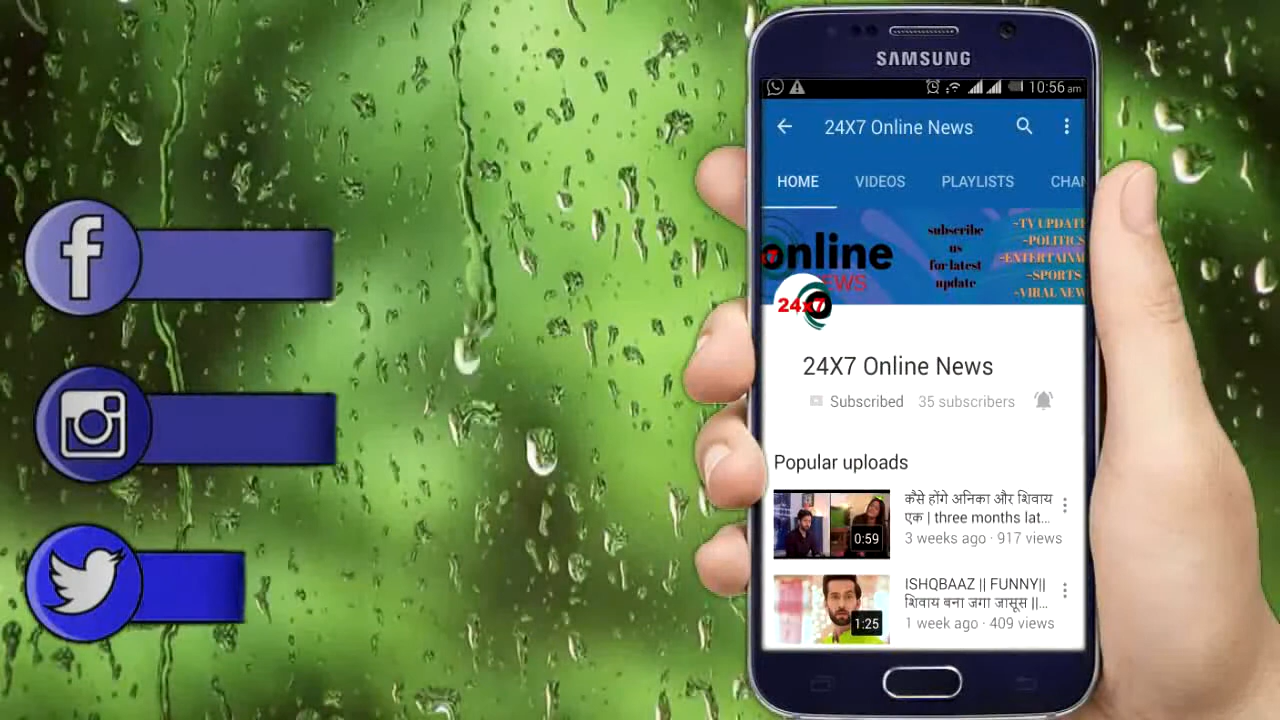 SAMSUNG
10:56 am
24X7 Online News
HOME VIDEOS PLAYLISTS CHAN
online
NEWS
24x7
subscribe
us
for latest
update
-TV UPDATE
-POLITICS
-ENTERTAINM
-SPORTS
-VIRAL NEW
24X7 Online News
Subscribed 35 subscribers
Popular uploads
कैसे होंगे अनिका और शिवाय
एक | three months lat...
3 weeks ago · 917 views
0:59
ISHQBAAZ || FUNNY||
शिवाय बना जगा जासूस ||...
1 week ago · 409 views
1:25